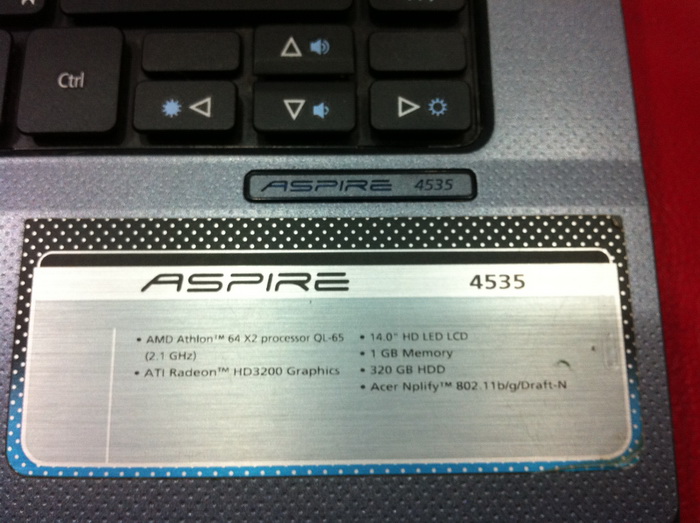 Ctrl
ASPIRE 4535
ASPIRE 4535
• AMD Athlon™ 64 X2 processor QL-65
(2.1 GHz)
• ATI Radeon™ HD3200 Graphics
• 14.0" HD LED LCD
• 1 GB Memory
• 320 GB HDD
• Acer Nplify™ 802.11b/g/Draft-N